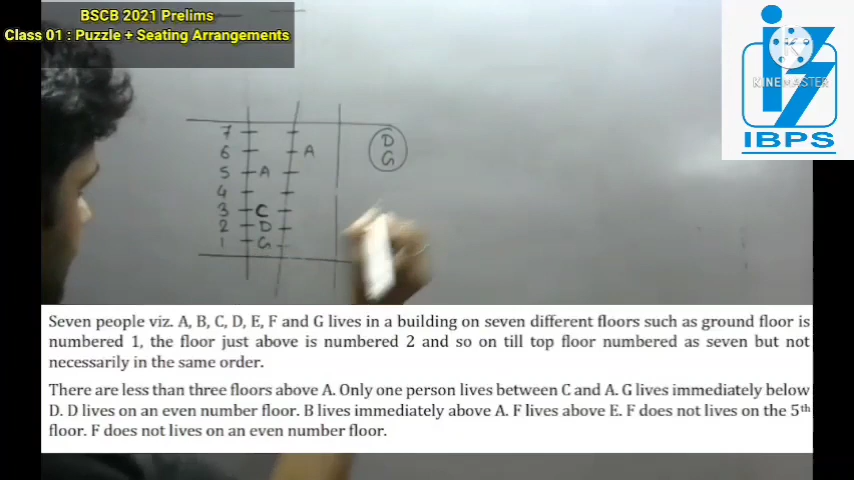 BSCB 2021 Prelims
Class 01 : Puzzle + Seating Arrangements
KINEMASTER
IBPS
7
6 A
5 A
4
3 C
2 D
1 G
D
G
Seven people viz. A, B, C, D, E, F and G lives in a building on seven different floors such as ground floor is
numbered 1, the floor just above is numbered 2 and so on till top floor numbered as seven but not
necessarily in the same order.
There are less than three floors above A. Only one person lives between C and A. G lives immediately below
D. D lives on an even number floor. B lives immediately above A. F lives above E. F does not lives on the 5th
floor. F does not lives on an even number floor.